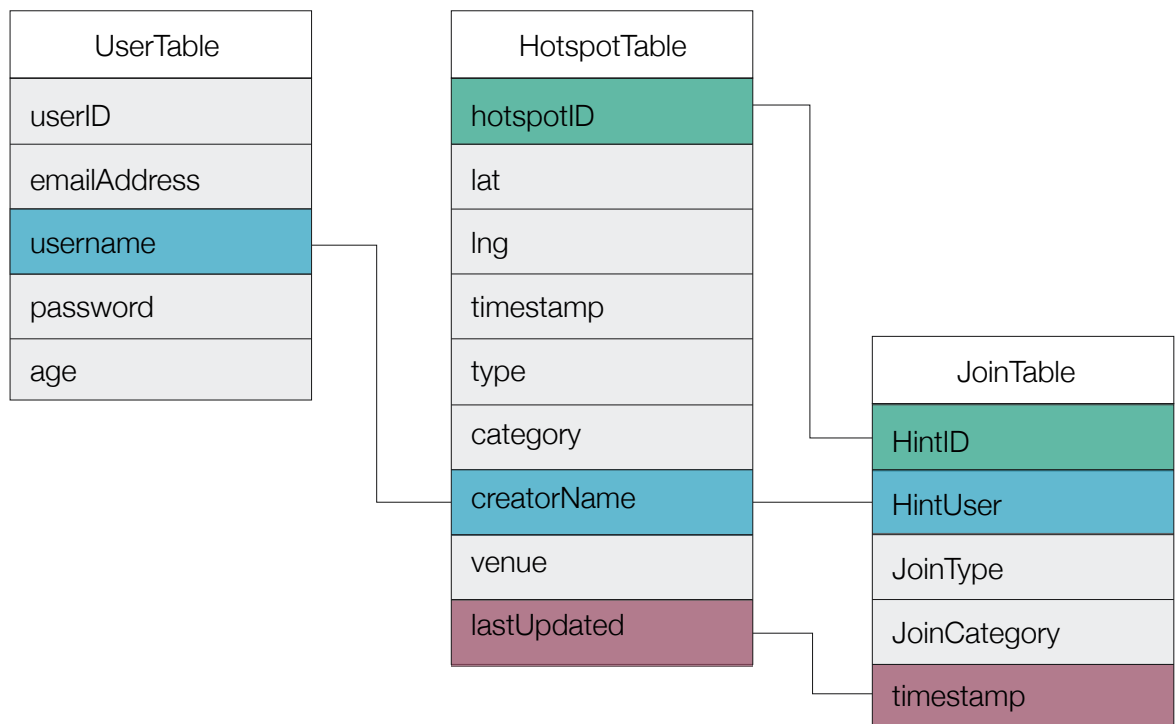 UserTable
userID
emailAddress
username
password
age
HotspotTable
hotspotID
lat
lng
timestamp
type
category
creatorName
venue
lastUpdated
JoinTable
HintID
HintUser
JoinType
JoinCategory
timestamp